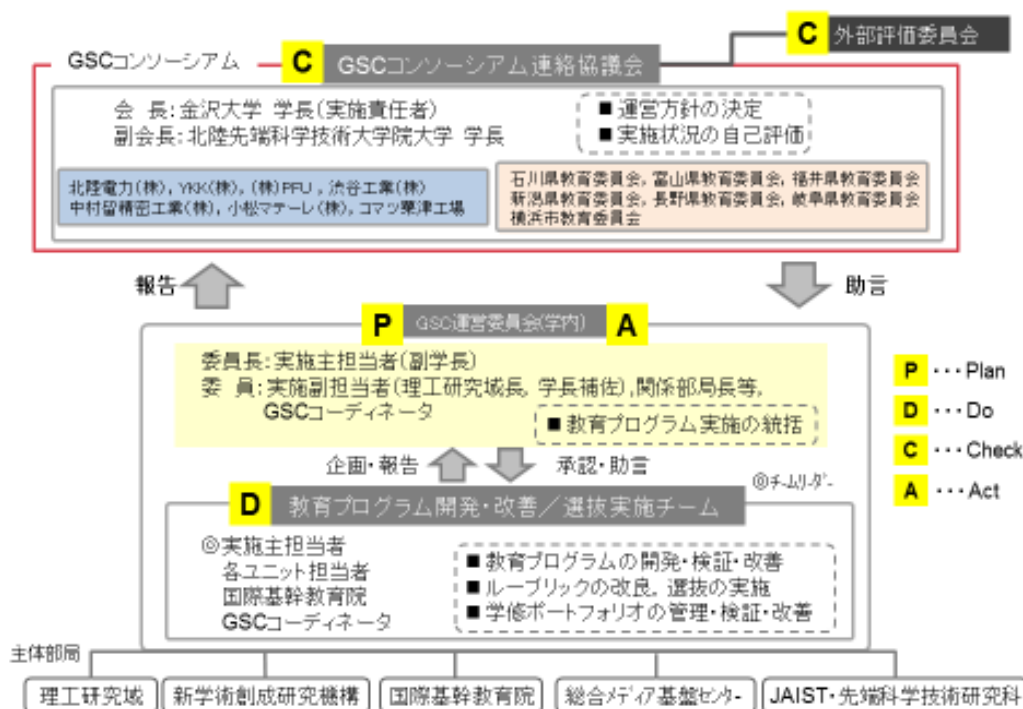 C 外部評価委員会
GSCコンソーシアム
C GSCコンソーシアム連絡協議会
会 長:金沢大学 学長(実施責任者)
副会長:北陸先端科学技術大学院大学 学長
■運営方針の決定
■実施状況の自己評価
北陸電力(株), YKK(株), (株)PFU , 渋谷工業(株)
中村留精密工業(株), 小松マテーレ(株), コマツ粟津工場
石川県教育委員会, 富山県教育委員会, 福井県教育委員会
新潟県教育委員会, 長野県教育委員会, 岐阜県教育委員会
横浜市教育委員会
報告
助言
P GSC運営委員会(学内) A
委員長:実施主担当者(副学長)
委 員:実施副担当者(理工研究域長, 学長補佐),関係部局長等,
GSCコーディネータ
■教育プログラム実施の統括
企画・報告
承認・助言
◎チームリーダー
D 教育プログラム開発・改善／選抜実施チーム
◎実施主担当者
各ユニット担当者
国際基幹教育院
GSCコーディネータ
■教育プログラムの開発・検証・改善
■ルーブリックの改良, 選抜の実施
■学修ポートフォリオの管理・検証・改善
P ・・・Plan
D ・・・Do
C ・・・Check
A ・・・Act
主体部局
理工研究域
新学術創成研究機構
国際基幹教育院
総合メディア基盤センター
JAIST・先端科学技術研究科